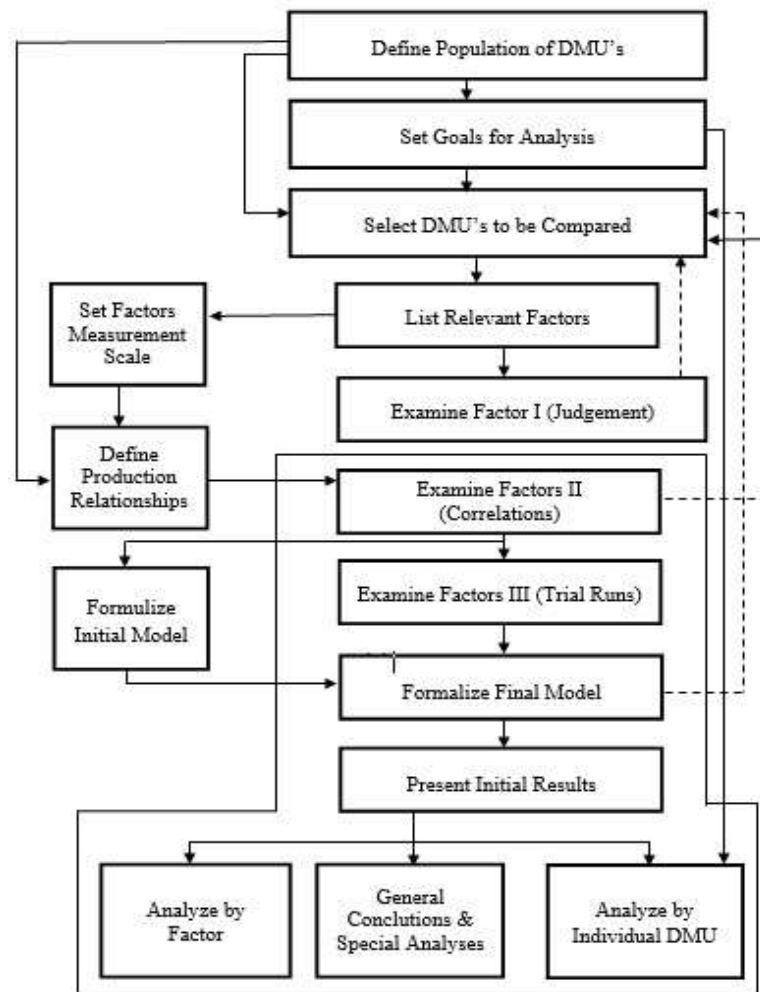 Define Population of DMU's
Set Goals for Analysis
Select DMU's to be Compared
Set Factors
Measurement
Scale
List Relevant Factors
Examine Factor I (Judgement)
Define
Production
Relationships
Examine Factors II
(Correlations)
Formulize
Initial Model
Examine Factors III (Trial Runs)
Formalize Final Model
Present Initial Results
Analyze by
Factor
General
Conclutions &
Special Analyses
Analyze by
Individual DMU